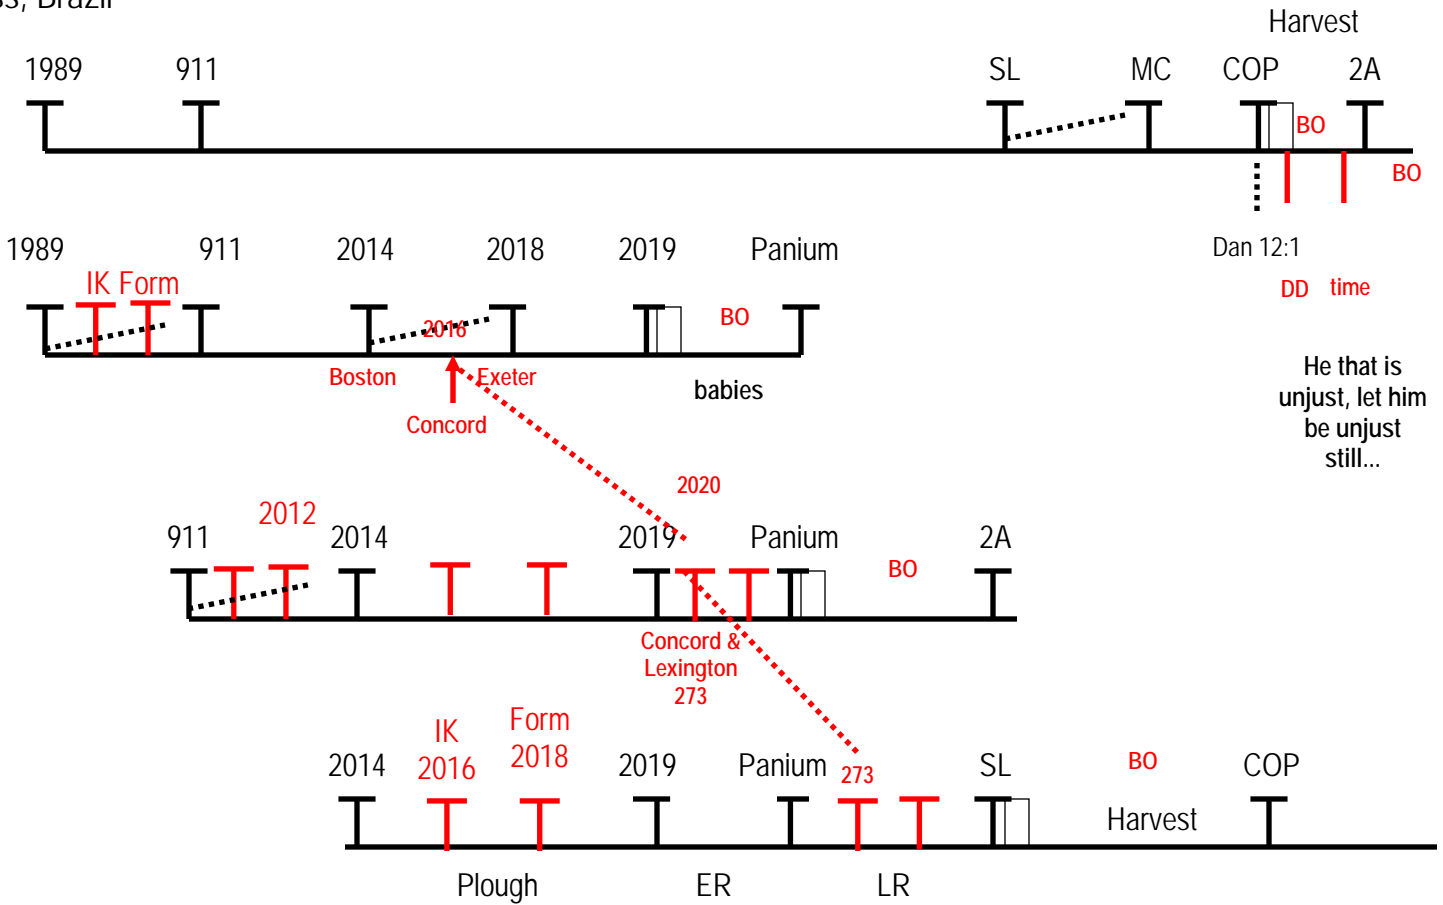 ss, Brazil
Harvest
1989 911 SL MC COP 2A
BO
BO
1989 911 2014 2018 2019 Panium Dan 12:1
IK Form DD time
2016 BO
Boston Exeter babies
Concord
He that is
unjust, let him
be unjust
still...
2020
2012
911 2014 2019 Panium 2A
BO
Concord &
Lexington
273
IK Form
2016 2018
2014 2019 Panium 273 SL BO COP
Harvest
Plough ER LR